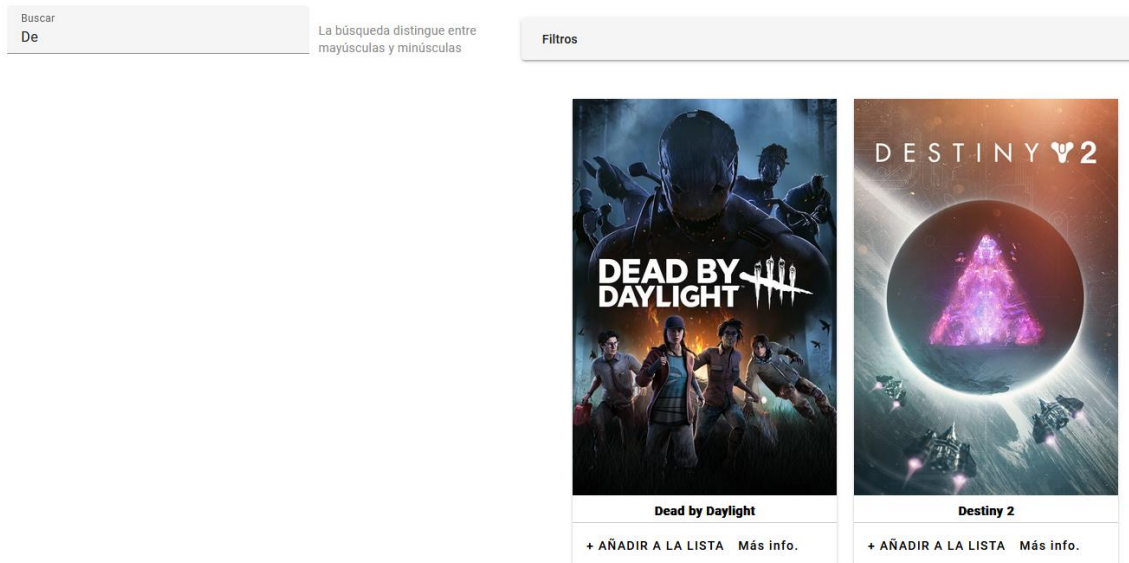 Buscar
De
La búsqueda distingue entre
mayúsculas y minúsculas
Filtros
DEAD BY
DAYLIGHT
DESTINY 2
Dead by Daylight
Destiny 2
+ AÑADIR A LA LISTA Más info.
+ AÑADIR A LA LISTA Más info.